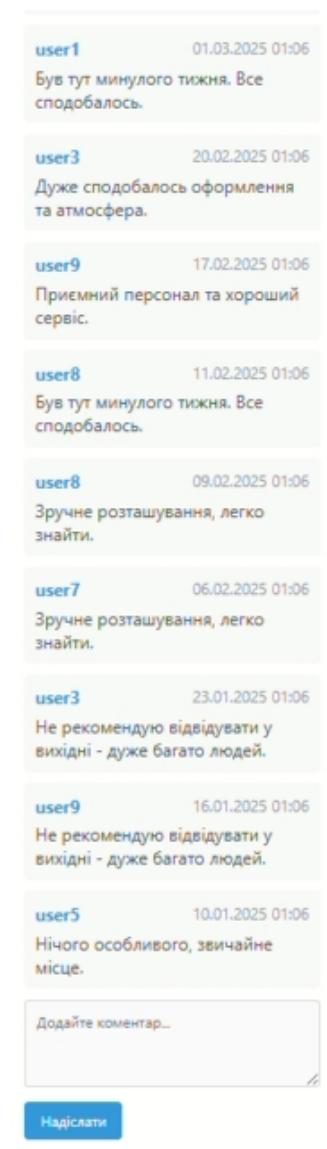 user1 01.03.2025 01:06
Був тут минулого тижня. Все
сподобалось.
user3 20.02.2025 01:06
Дуже сподобалось оформлення
та атмосфера.
user9 17.02.2025 01:06
Приємний персонал та хороший
сервіс.
user8 11.02.2025 01:06
Був тут минулого тижня. Все
сподобалось.
user8 09.02.2025 01:06
Зручне розташування, легко
знайти.
user7 06.02.2025 01:06
Зручне розташування, легко
знайти.
user3 23.01.2025 01:06
Не рекомендую відвідувати у
вихідні - дуже багато людей.
user9 16.01.2025 01:06
Не рекомендую відвідувати у
вихідні - дуже багато людей.
user5 10.01.2025 01:06
Нічого особливого, звичайне
місце.
Додайте коментар...
Надіслати